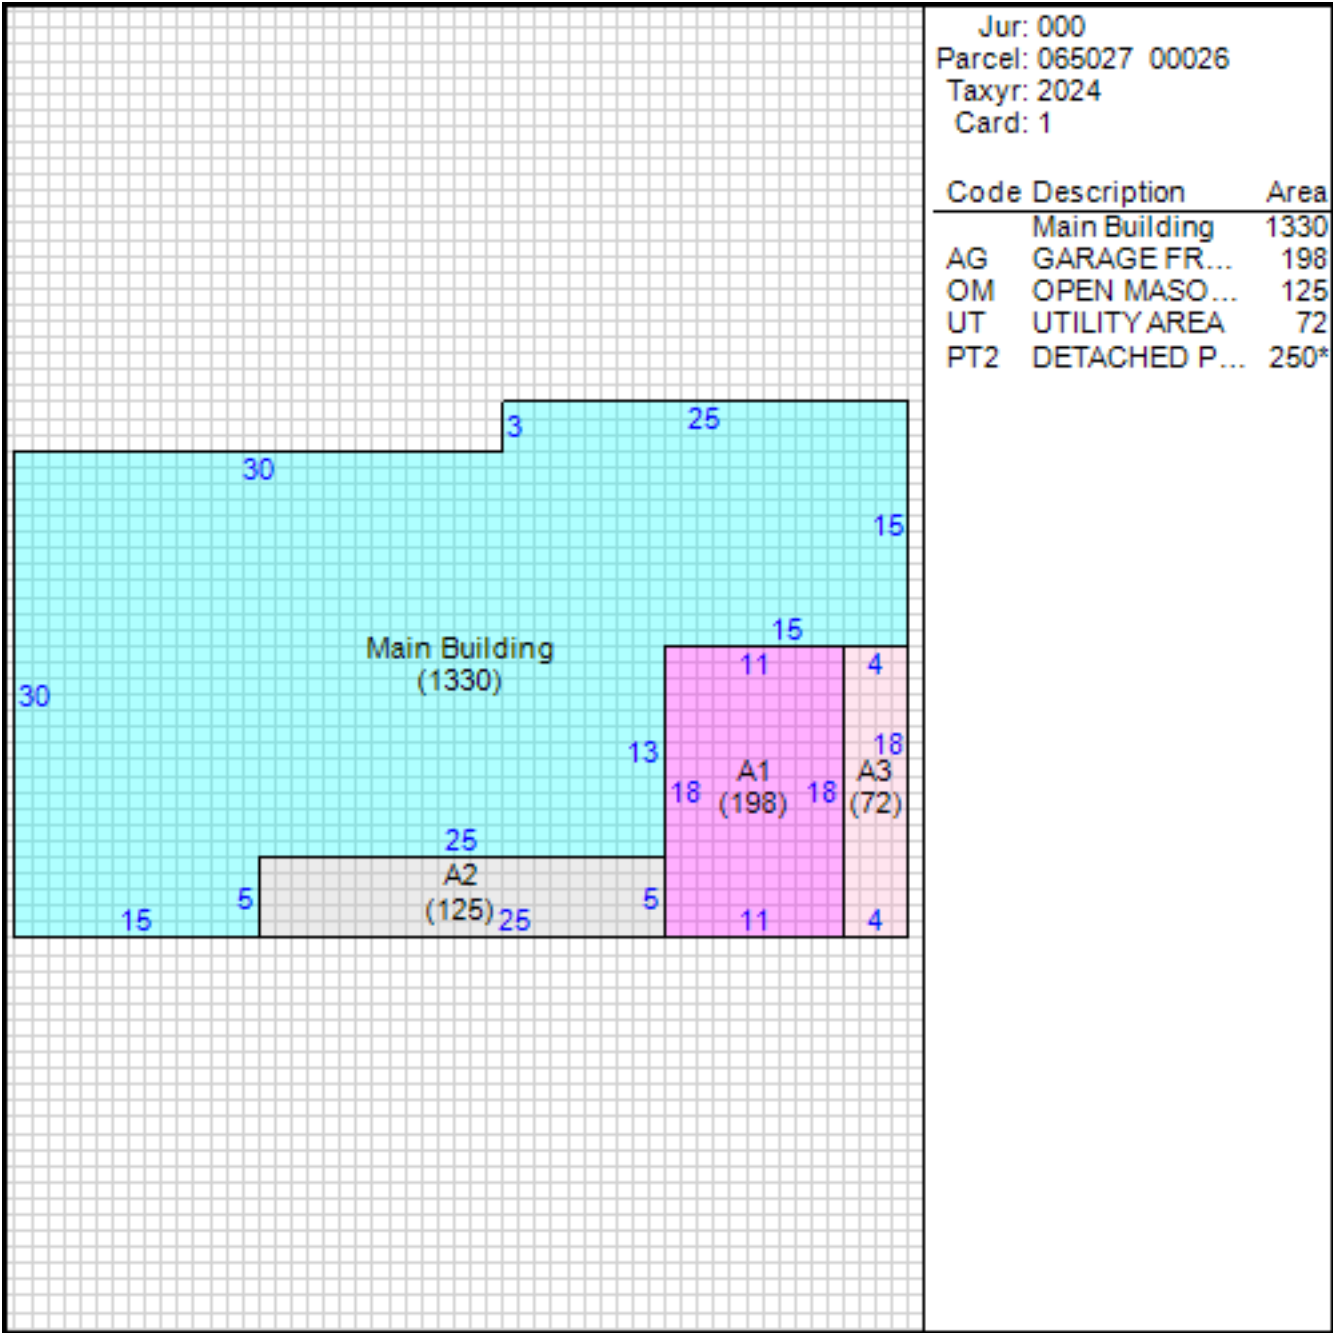 Jur: 000
Parcel: 065027 00026
Taxyr: 2024
Card: 1
Code Description Area
Main Building 1330
AG GARAGE FR... 198
OM OPEN MASO... 125
UT UTILITY AREA 72
PT2 DETACHED P... 250*
3
25
30
15
15
Main Building
(1330)
11
4
30
13
18
A1
(198)
18
18
A3
(72)
25
A2
(125)
5
5
15
25
11
4